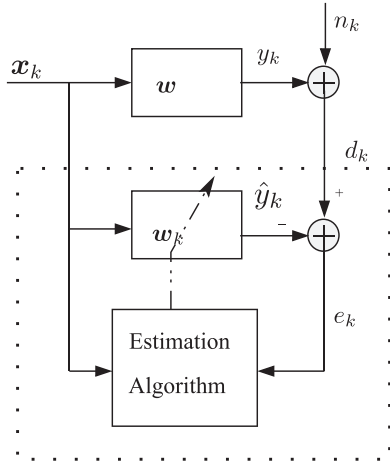 n_k
x_k
y_k
w
+
d_k
+
ŷ_k
w_k
−
+
e_k
Estimation
Algorithm